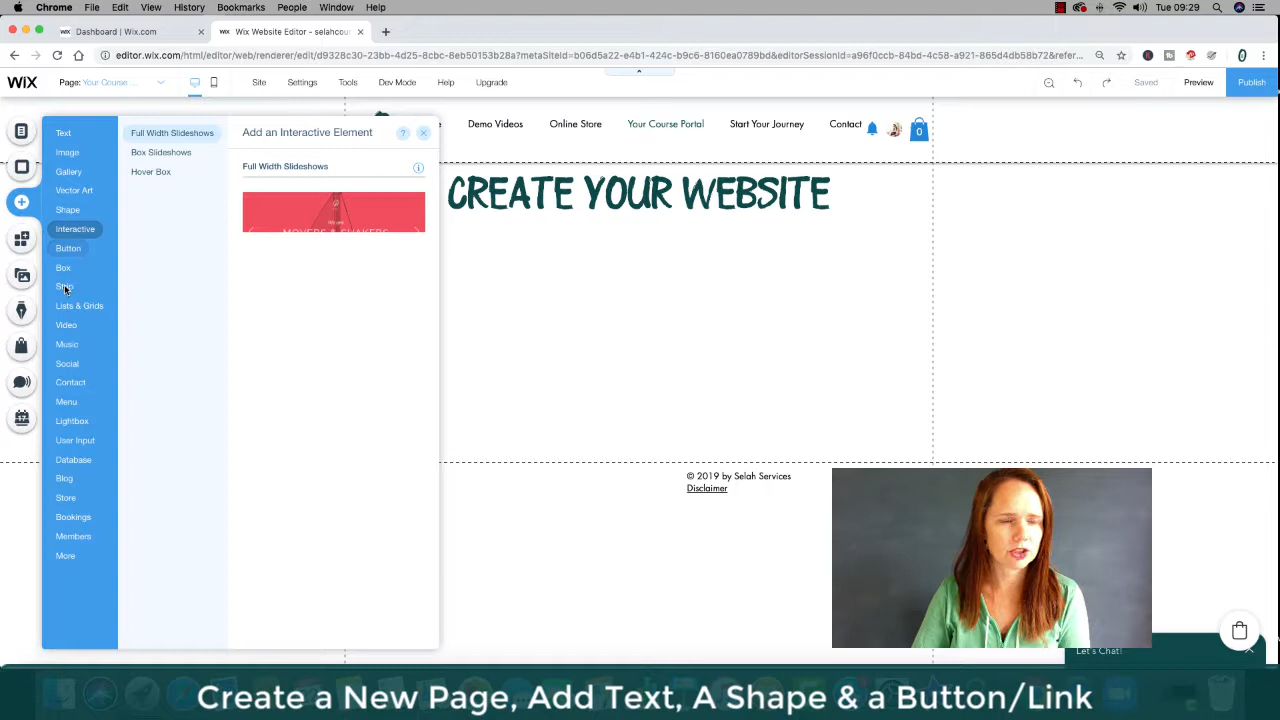 Chrome File Edit View History Bookmarks People Window Help Tue 09:29
Dashboard | Wix.com
Wix Website Editor - selahcou
editor.wix.com/html/editor/web/renderer/edit/d9328c30-23bb-4d25-8cbc-8eb50153b28a?metaSiteId=b06d5a22-e4b1-424c-b9c6-8160ea0789bd&editorSessionId=a96f0ccb-84bd-4c58-a921-865d4db58b72&refer...
WiX Page: Your Course ... Site Settings Tools Dev Mode Help Upgrade Saved Preview Publish
e Demo Videos Online Store Your Course Portal Start Your Journey Contact 0
Text
Image
Gallery
Vector Art
Shape
Interactive
Button
Box
Strip
Lists & Grids
Video
Music
Social
Contact
Menu
Lightbox
User Input
Database
Blog
Store
Bookings
Members
More
Full Width Slideshows
Box Slideshows
Hover Box
Add an Interactive Element ?
Full Width Slideshows
MOVERS & SHAKERS
CREATE YOUR WEBSITE
© 2019 by Selah Services
Disclaimer
Let's Chat!
Create a New Page, Add Text, A Shape & a Button/Link